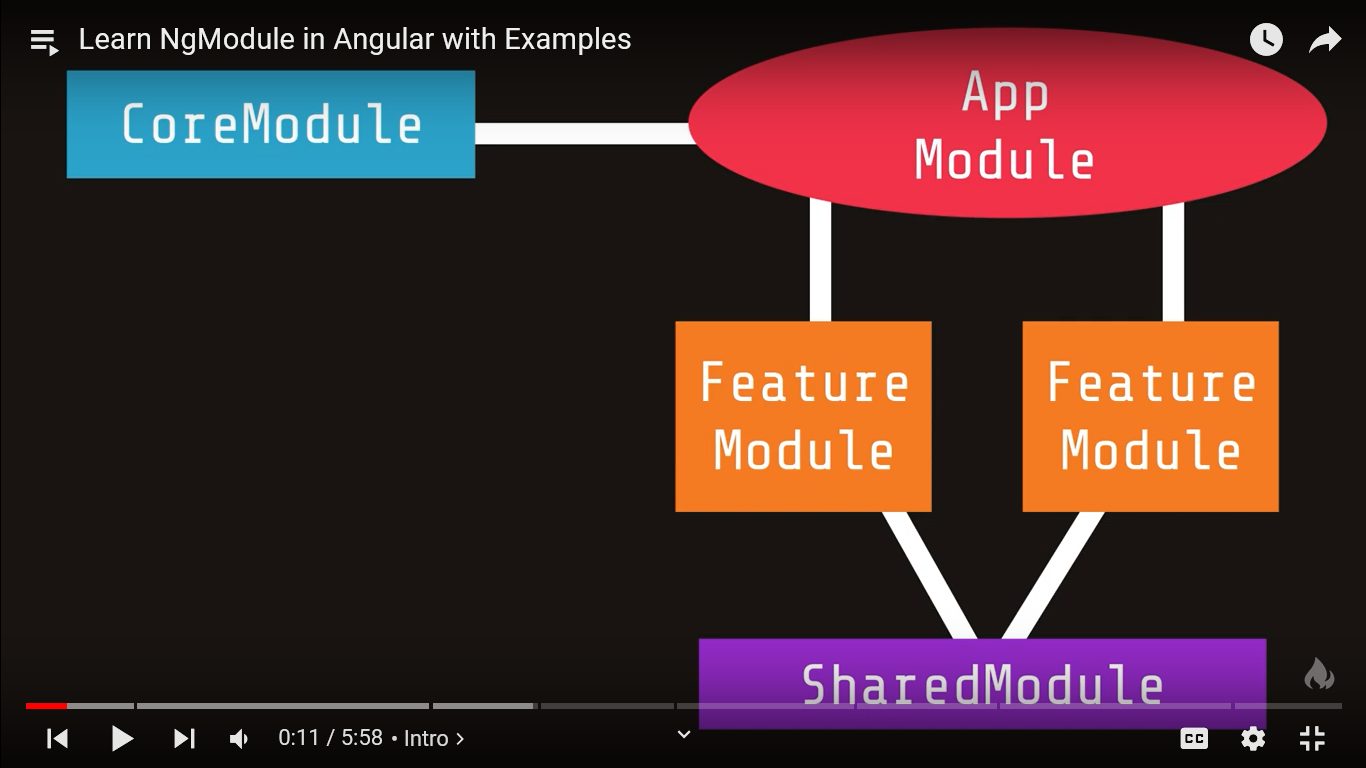 Learn NgModule in Angular with Examples
CoreModule
App
Module
Feature
Module
Feature
Module
SharedModule
0:11 / 5:58 • Intro
CC